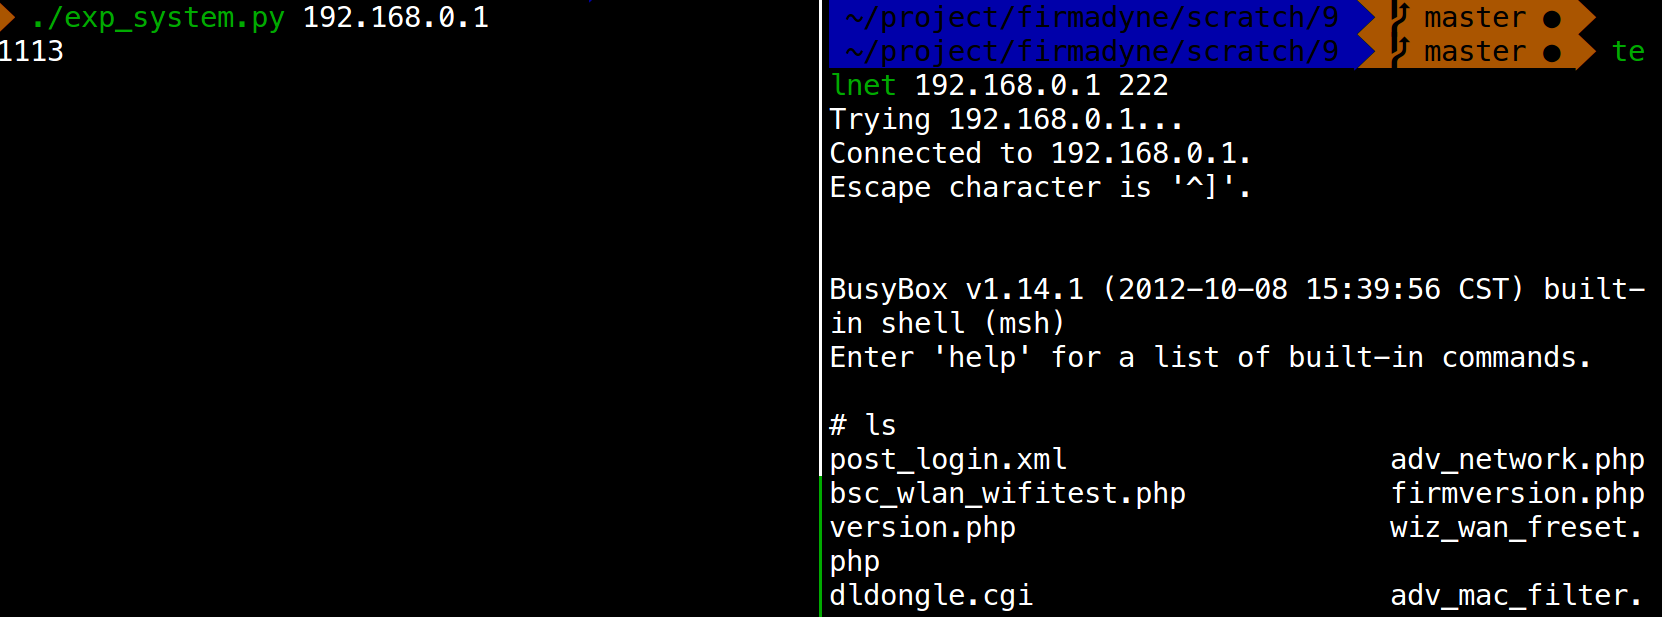 ./exp_system.py 192.168.0.1
1113
~/project/firmadyne/scratch/9 master ●
~/project/firmadyne/scratch/9 master ● te
lnet 192.168.0.1 222
Trying 192.168.0.1...
Connected to 192.168.0.1.
Escape character is '^]'.
BusyBox v1.14.1 (2012-10-08 15:39:56 CST) built-
in shell (msh)
Enter 'help' for a list of built-in commands.
# ls
post_login.xml adv_network.php
bsc_wlan_wifitest.php firmversion.php
version.php wiz_wan_freset.
php
dldongle.cgi adv_mac_filter.